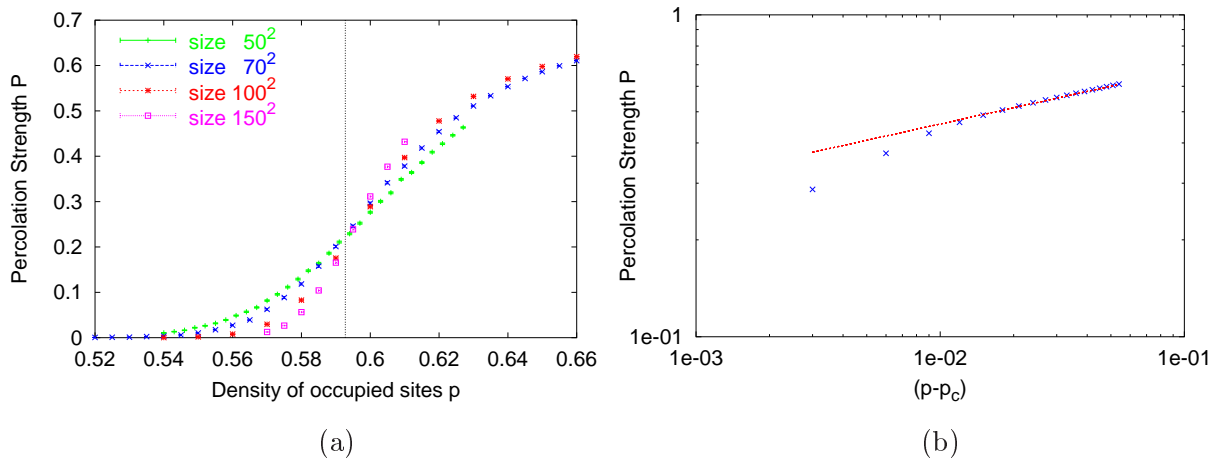 0.7
0.6
0.5
0.4
0.3
0.2
0.1
0
Percolation Strength P
size 50²
size 70²
size 100²
size 150²
0.52 0.54 0.56 0.58 0.6 0.62 0.64 0.66
Density of occupied sites p
(a)
1
1e-01
Percolation Strength P
1e-03 1e-02 1e-01
(p-p_c)
(b)